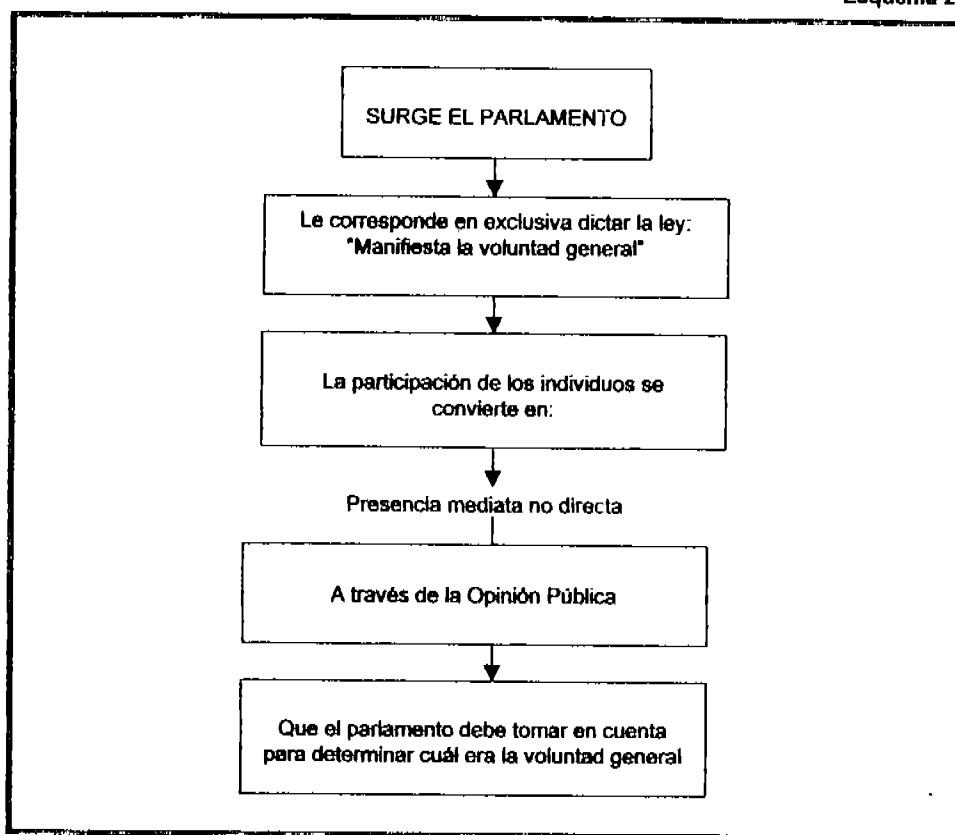 Esquema 2
SURGE EL PARLAMENTO
Le corresponde en exclusiva dictar la ley:
"Manifiesta la voluntad general"
La participación de los individuos se
convierte en:
Presencia mediata no directa
A través de la Opinión Pública
Que el parlamento debe tomar en cuenta
para determinar cuál era la voluntad general